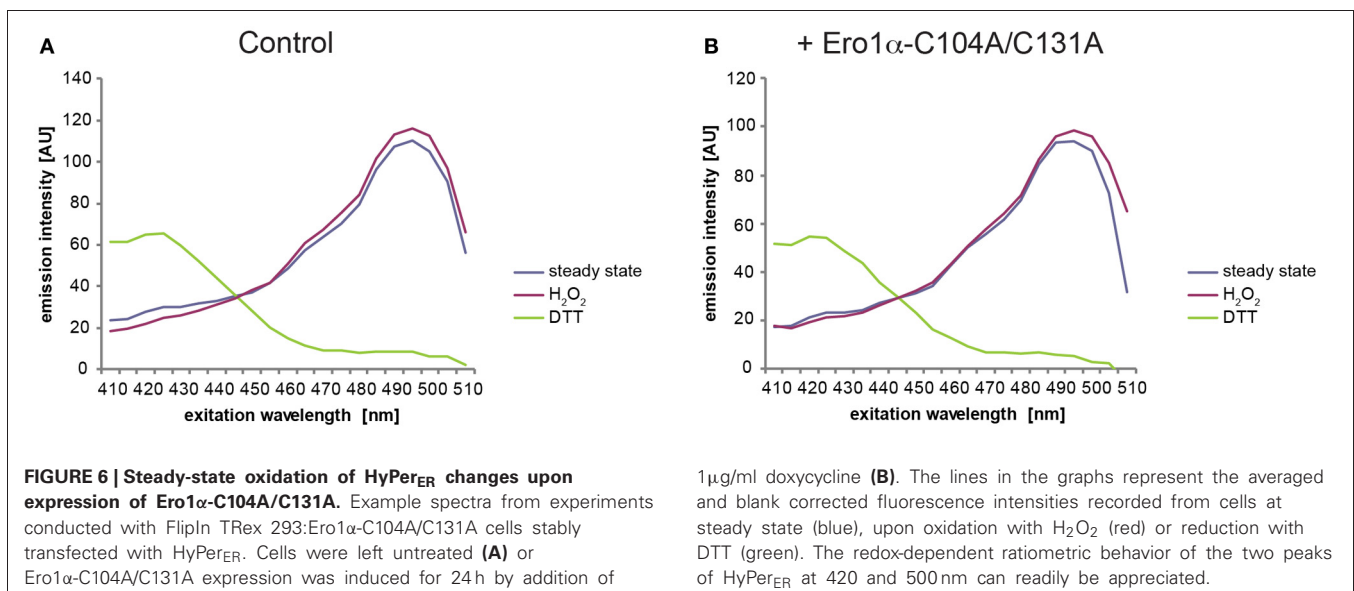 A
Control
140
120
100
80
60
40
20
0
emission intensity [AU]
410 420 430 440 450 460 470 480 490 500 510
exitation wavelength [nm]
steady state
H₂O₂
DTT
B
+ Ero1α-C104A/C131A
120
100
80
60
40
20
0
emission intensity [AU]
410 420 430 440 450 460 470 480 490 500 510
exitation wavelength [nm]
steady state
H₂O₂
DTT
FIGURE 6 | Steady-state oxidation of HyPerER changes upon
expression of Ero1α-C104A/C131A. Example spectra from experiments
conducted with FlipIn TRex 293:Ero1α-C104A/C131A cells stably
transfected with HyPerER. Cells were left untreated (A) or
Ero1α-C104A/C131A expression was induced for 24 h by addition of
1μg/ml doxycycline (B). The lines in the graphs represent the averaged
and blank corrected fluorescence intensities recorded from cells at
steady state (blue), upon oxidation with H₂O₂ (red) or reduction with
DTT (green). The redox-dependent ratiometric behavior of the two peaks
of HyPerER at 420 and 500 nm can readily be appreciated.